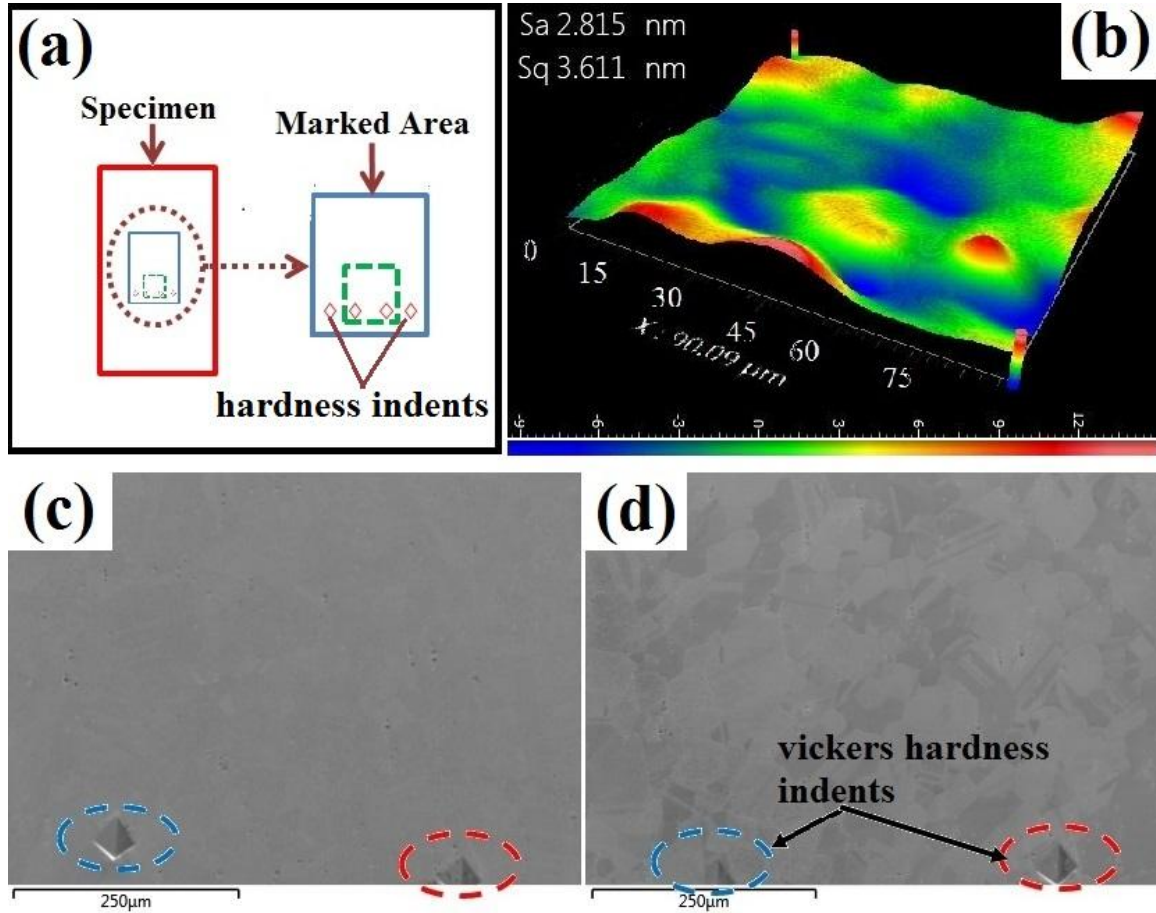 (a)
Specimen
Marked Area
hardness indents
(b)
Sa 2.815 nm
Sq 3.611 nm
0
15
30
45
60
75
X : 90.09 µm
-9 -6 -3 0 3 6 9 12
(c)
250µm
(d)
vickers hardness
indents
250µm